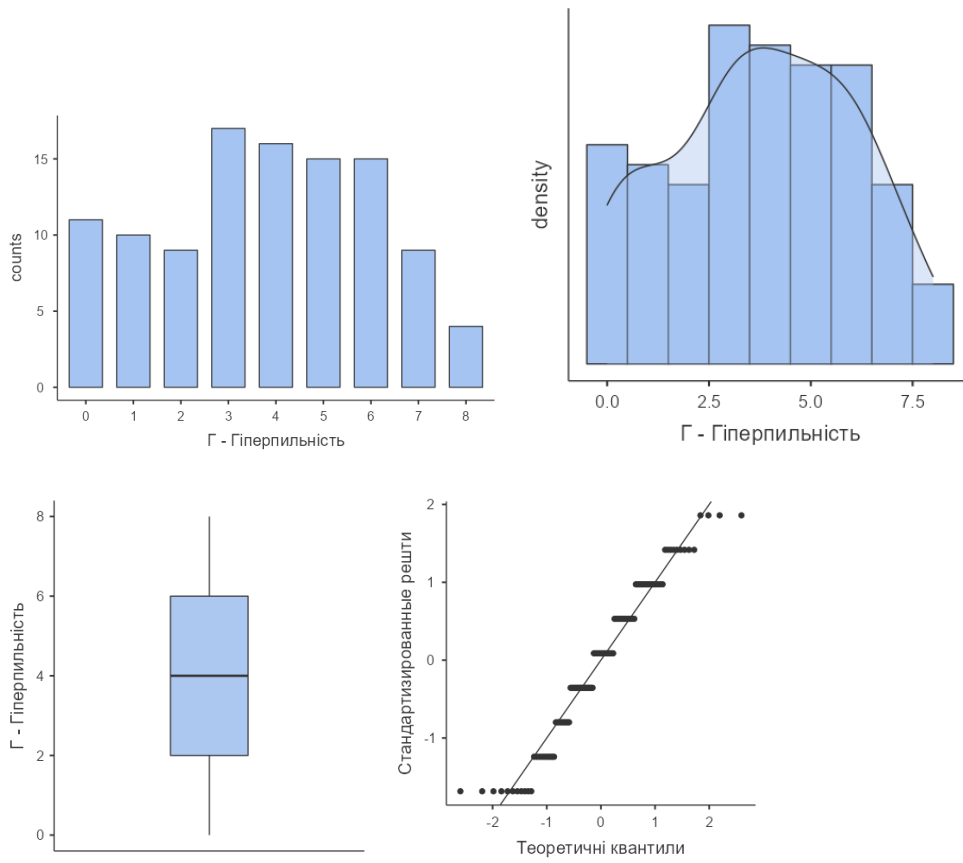 counts
15
10
5
0
0 1 2 3 4 5 6 7 8
Г - Гіперпильність
density
0.0 2.5 5.0 7.5
Г - Гіперпильність
Г - Гіперпильність
8
6
4
2
0
Стандартизированные решти
2
1
0
-1
-2 -1 0 1 2
Теоретичні квантили